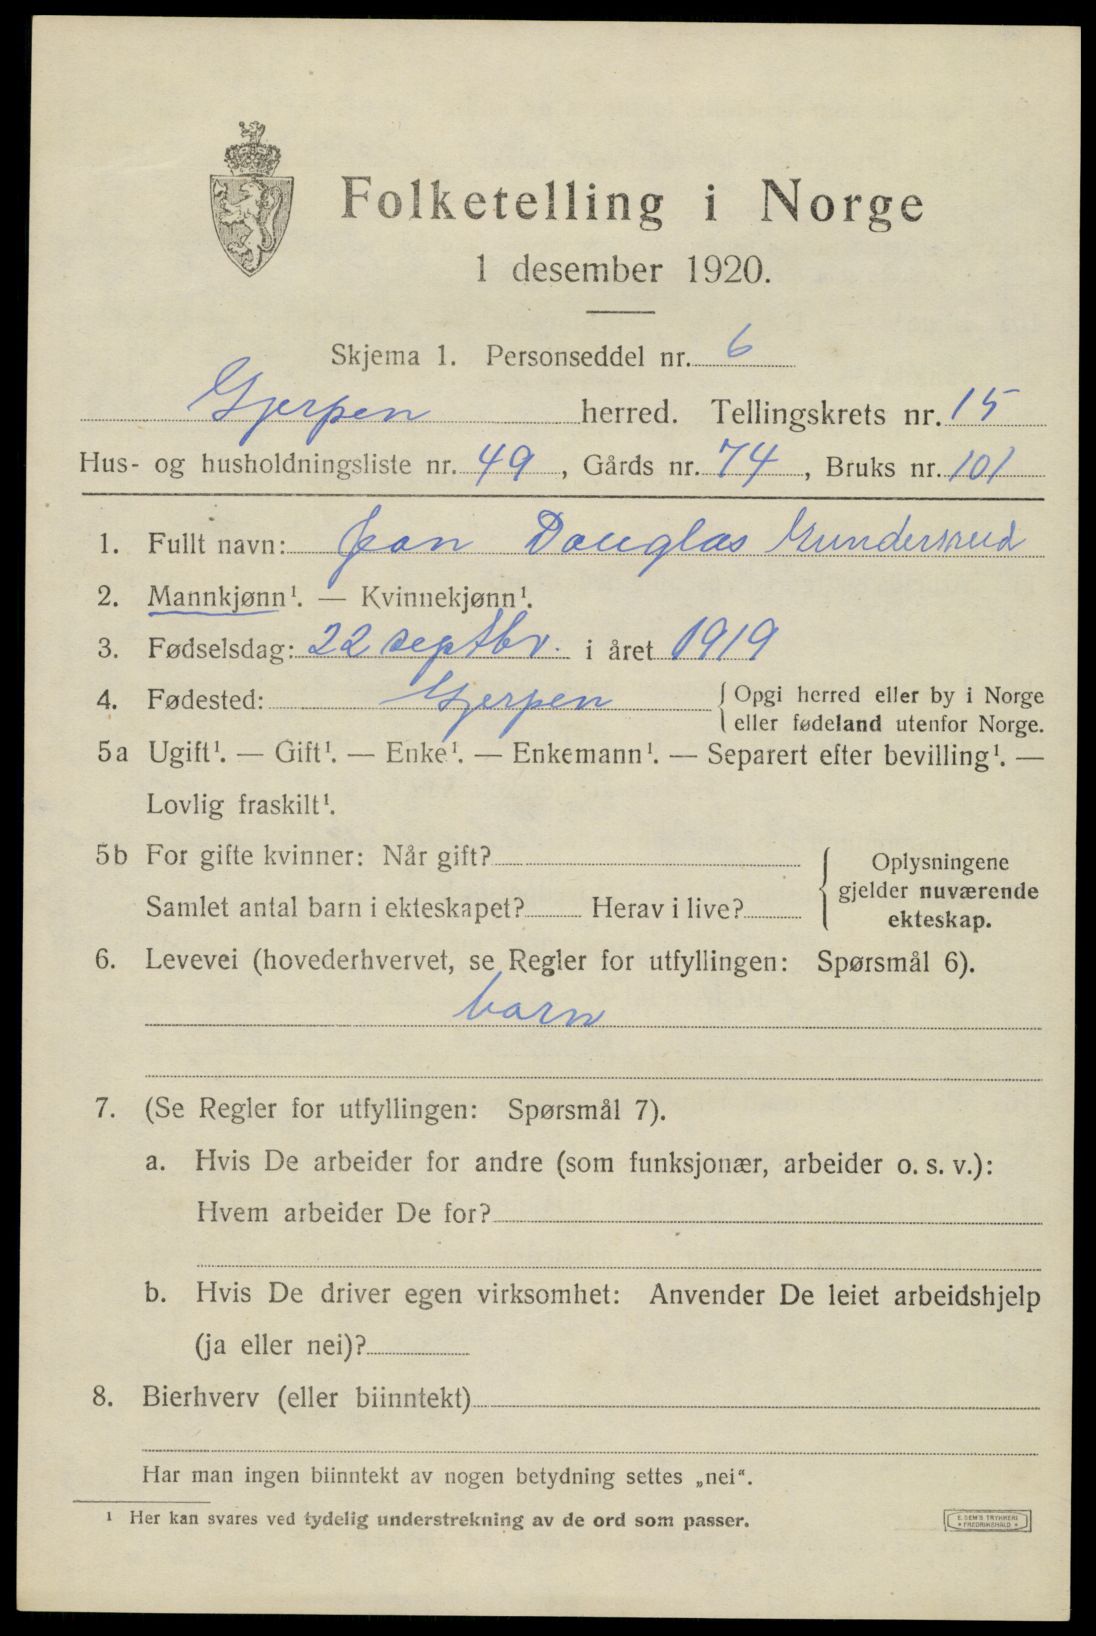 Folketelling i Norge
1 desember 1920.
Skjema 1. Personseddel nr. 6
Gjerpen herred. Tellingskrets nr. 15
Hus- og husholdningsliste nr. 49, Gårds nr. 74, Bruks nr. 101
1. Fullt navn: Jean Douglas Gundersrud
2. Mannkjønn¹. — Kvinnekjønn¹.
3. Fødselsdag: 22 septbr. i året 1919
4. Fødested: Gjerpen { Opgi herred eller by i Norge
eller fødeland utenfor Norge.
5a Ugift¹. — Gift¹. — Enke¹. — Enkemann¹. — Separert efter bevilling¹. —
Lovlig fraskilt¹.
5b For gifte kvinner: Når gift?
Samlet antal barn i ekteskapet? Herav i live?
{ Oplysningene
gjelder nuværende
ekteskap.
6. Levevei (hovederhvervet, se Regler for utfyllingen: Spørsmål 6).
barn
7. (Se Regler for utfyllingen: Spørsmål 7).
a. Hvis De arbeider for andre (som funksjonær, arbeider o. s. v.):
Hvem arbeider De for?
b. Hvis De driver egen virksomhet: Anvender De leiet arbeidshjelp
(ja eller nei)?
8. Bierhverv (eller biinntekt)
Har man ingen biinntekt av nogen betydning settes „nei“.
¹ Her kan svares ved tydelig understrekning av de ord som passer.
E. SEM'S TRYKKERI
• FREDRIKSHALD •